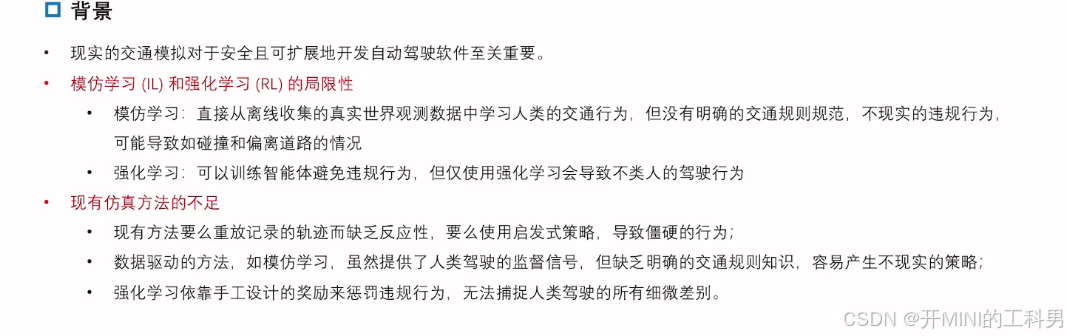 背景
• 现实的交通模拟对于安全且可扩展地开发自动驾驶软件至关重要。
• 模仿学习 (IL) 和强化学习 (RL) 的局限性
• 模仿学习：直接从离线收集的真实世界观测数据中学习人类的交通行为，但没有明确的交通规则规范，不现实的违规行为，
可能导致如碰撞和偏离道路的情况
• 强化学习：可以训练智能体避免违规行为，但仅使用强化学习会导致不类人的驾驶行为
• 现有仿真方法的不足
• 现有方法要么重放记录的轨迹而缺乏反应性，要么使用启发式策略，导致僵硬的行为；
• 数据驱动的方法，如模仿学习，虽然提供了人类驾驶的监督信号，但缺乏明确的交通规则知识，容易产生不现实的策略；
• 强化学习依靠手工设计的奖励来惩罚违规行为，无法捕捉人类驾驶的所有细微差别。
CSDN @开MINI的工科男